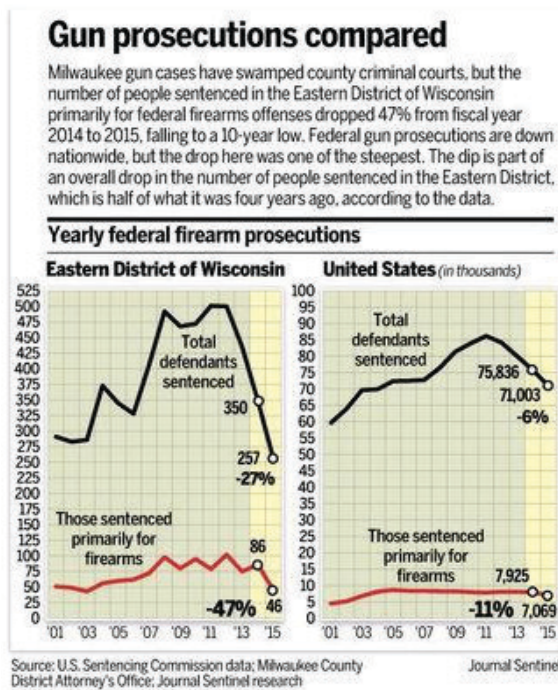 Gun prosecutions compared
Milwaukee gun cases have swamped county criminal courts, but the
number of people sentenced in the Eastern District of Wisconsin
primarily for federal firearms offenses dropped 47% from fiscal year
2014 to 2015, falling to a 10-year low. Federal gun prosecutions are down
nationwide, but the drop here was one of the steepest. The dip is part of
an overall drop in the number of people sentenced in the Eastern District,
which is half of what it was four years ago, according to the data.
Yearly federal firearm prosecutions
Eastern District of Wisconsin
525
500
475
450
425
400
375
350
325
300
275
250
225
200
175
150
125
100
75
50
25
0
Total
defendants
sentenced
350
257
-27%
Those sentenced
primarily for
firearms
86
-47%
46
'01 '03 '05 '07 '09 '11 '13 '15
United States (in thousands)
100
95
90
85
80
75
70
65
60
55
50
45
40
35
30
25
20
15
10
5
0
Total
defendants
sentenced
75,836
71,003
-6%
Those sentenced
primarily for
firearms
7,925
-11% 7,069
'01 '03 '05 '07 '09 '11 '13 '15
Source: U.S. Sentencing Commission data; Milwaukee County
District Attorney's Office; Journal Sentinel research
Journal Sentine